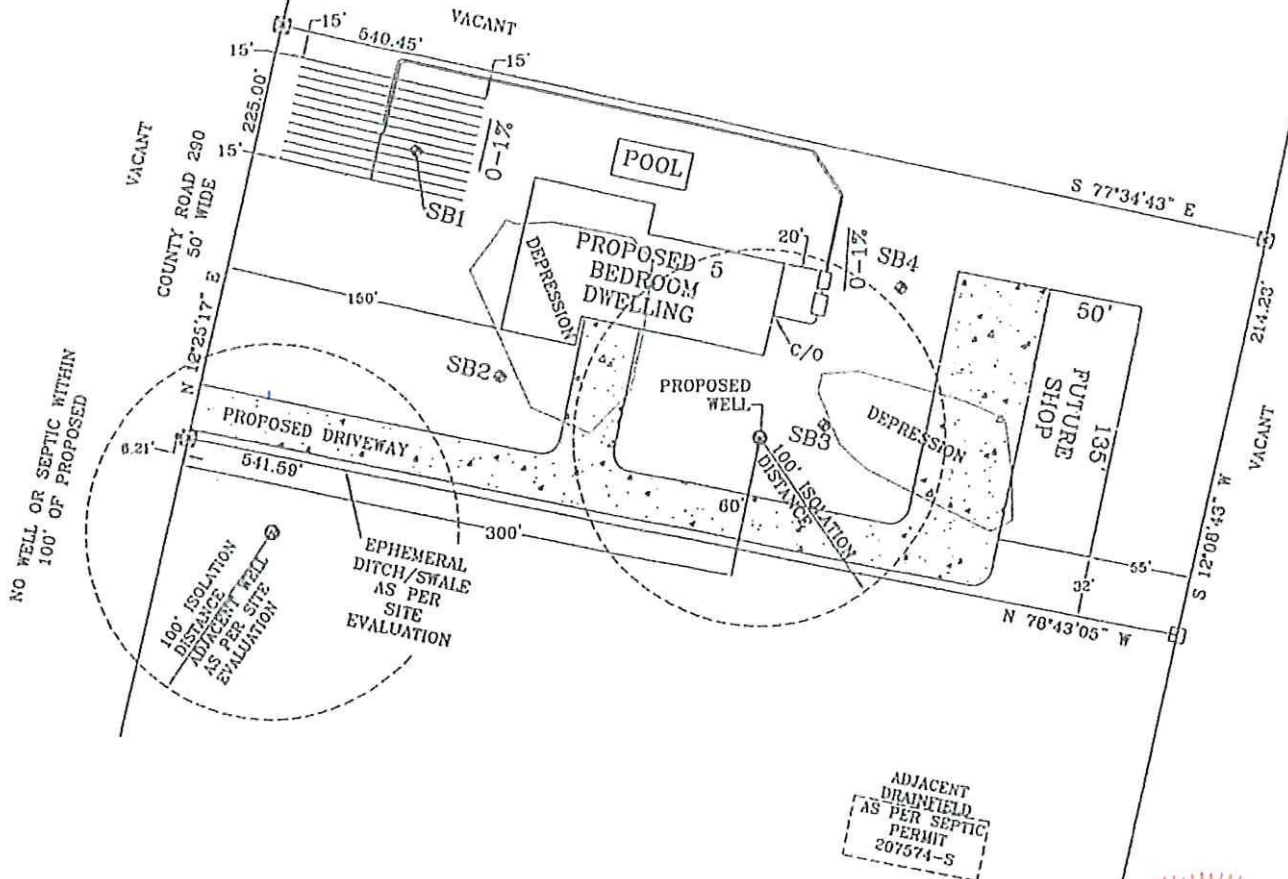 15'
VACANT
540.45'
15'
15'
225.00'
VACANT
COUNTY ROAD 290
50' WIDE
15'
0-1%
SB1
POOL
S 77°34'43" E
N 12°25'17" E
150'
DEPRESSION
PROPOSED 5
BEDROOM
DWELLING
20'
0-1%
SB4
C/O
50'
FUTURE
SHOP
135'
214.23'
VACANT
S 12°08'43" W
NO WELL OR SEPTIC WITHIN
100' OF PROPOSED
SB2
PROPOSED
WELL
SB3
DEPRESSION
100' ISOLATION
DISTANCE
60'
PROPOSED DRIVEWAY
6.21'
541.59'
300'
55'
32'
N 76°43'05" W
EPHEMERAL
DITCH/SWALE
AS PER
SITE
EVALUATION
100' ISOLATION
DISTANCE
ADJACENT WELL
AS PER SITE
EVALUATION
ADJACENT
DRAINFIELD
AS PER SEPTIC
PERMIT
207574-S